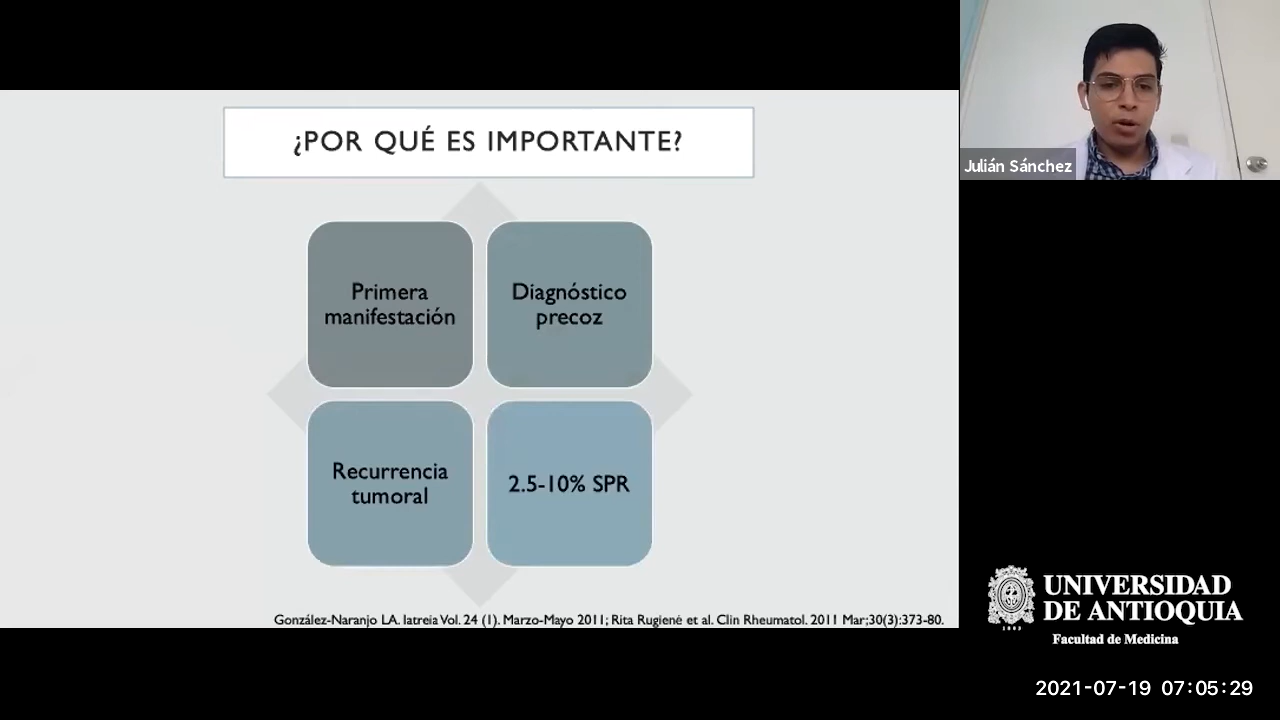 ¿POR QUÉ ES IMPORTANTE?
Primera
manifestación
Diagnóstico
precoz
Recurrencia
tumoral
2.5-10% SPR
González-Naranjo LA. Iatreia Vol. 24 (1). Marzo-Mayo 2011; Rita Rugienė et al. Clin Rheumatol. 2011 Mar;30(3):373-80.
Julián Sánchez
UNIVERSIDAD
DE ANTIOQUIA
1803
Facultad de Medicina
2021-07-19 07:05:29